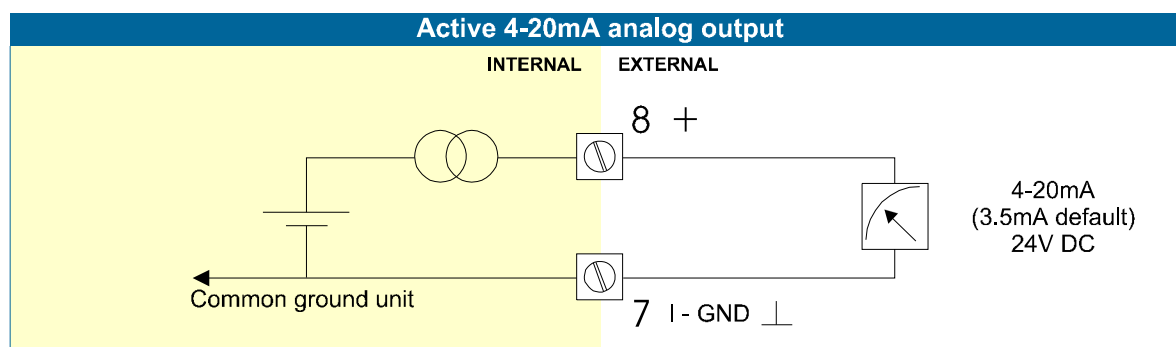 Active 4-20mA analog output
INTERNAL EXTERNAL
8 +
4-20mA
(3.5mA default)
24V DC
Common ground unit
7 I - GND